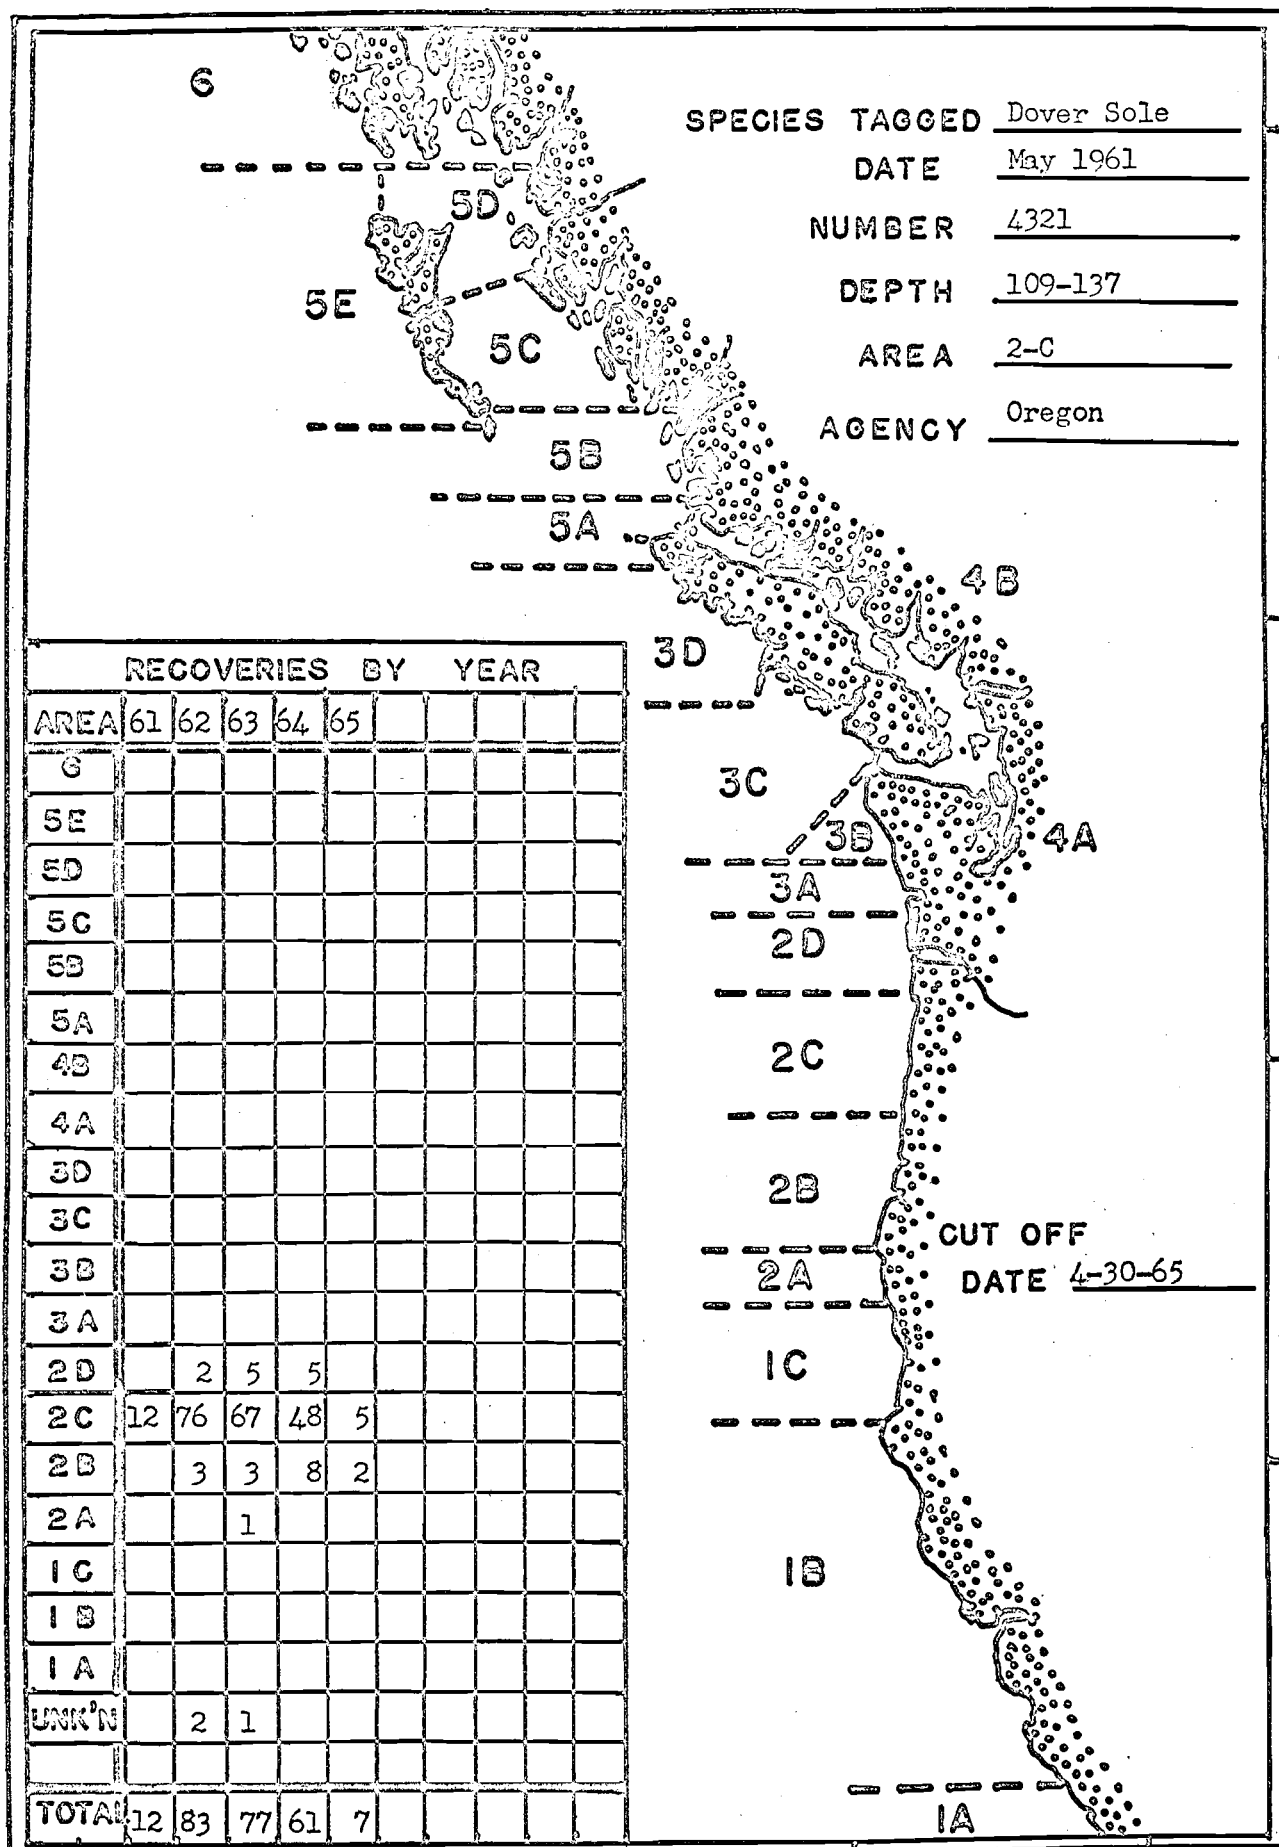 6
SPECIES TAGGED Dover Sole
DATE May 1961
5D
NUMBER 4321
5E
DEPTH 109-137
5C
AREA 2-C
AGENCY Oregon
5B
5A
4B
3D
RECOVERIES BY YEAR
AREA 61 62 63 64 65
6
5E
5D
5C
5B
5A
4B
4A
3D
3C
3B
3A
2D 2 5 5
2C 12 76 67 48 5
2B 3 3 8 2
2A 1
1C
1B
1A
UNK'N 2 1
TOTAL 12 83 77 61 7
3C
3B
4A
3A
2D
2C
2B
CUT OFF
2A
DATE 4-30-65
1C
1B
1A